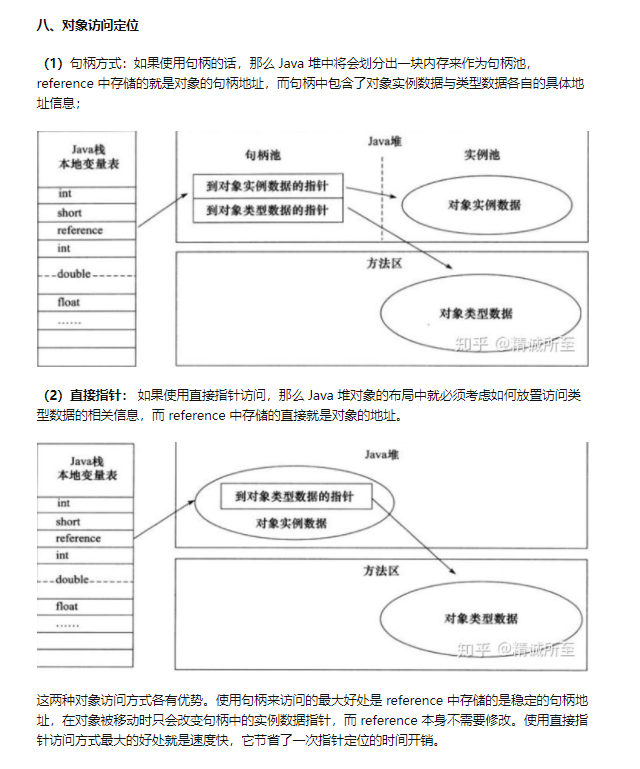 八、对象访问定位
（1）句柄方式：如果使用句柄的话，那么 Java 堆中将会划分出一块内存来作为句柄池，
reference 中存储的就是对象的句柄地址，而句柄中包含了对象实例数据与类型数据各自的具体地
址信息；
Java栈
本地变量表
int
short
reference
int
double
float
……
Java堆
句柄池
实例池
到对象实例数据的指针
到对象类型数据的指针
对象实例数据
方法区
对象类型数据
知乎 @精诚所至
（2）直接指针： 如果使用直接指针访问，那么 Java 堆对象的布局中就必须考虑如何放置访问类
型数据的相关信息，而 reference 中存储的直接就是对象的地址。
Java栈
本地变量表
int
short
reference
int
double
float
……
Java堆
到对象类型数据的指针
对象实例数据
方法区
对象类型数据
知乎 @精诚所至
这两种对象访问方式各有优势。使用句柄来访问的最大好处是 reference 中存储的是稳定的句柄地
址，在对象被移动时只会改变句柄中的实例数据指针，而 reference 本身不需要修改。使用直接指
针访问方式最大的好处就是速度快，它节省了一次指针定位的时间开销。